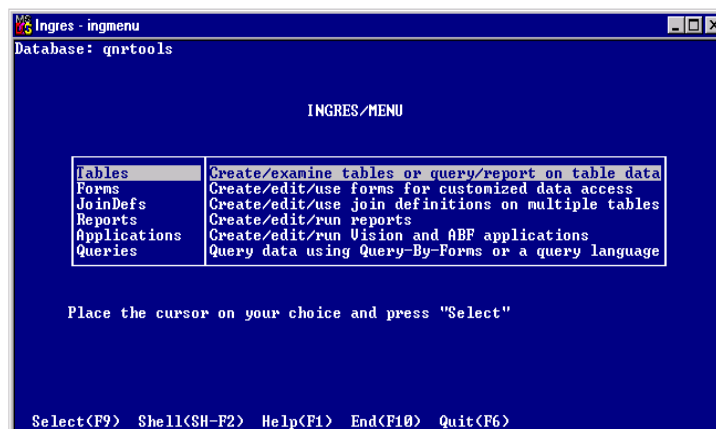 Ingres - ingmenu
Database: qnrtools
INGRES/MENU
Tables Create/examine tables or query/report on table data
Forms Create/edit/use forms for customized data access
JoinDefs Create/edit/use join definitions on multiple tables
Reports Create/edit/run reports
Applications Create/edit/run Vision and ABF applications
Queries Query data using Query-By-Forms or a query language
Place the cursor on your choice and press "Select"
Select(F9) Shell(SH-F2) Help(F1) End(F10) Quit(F6)